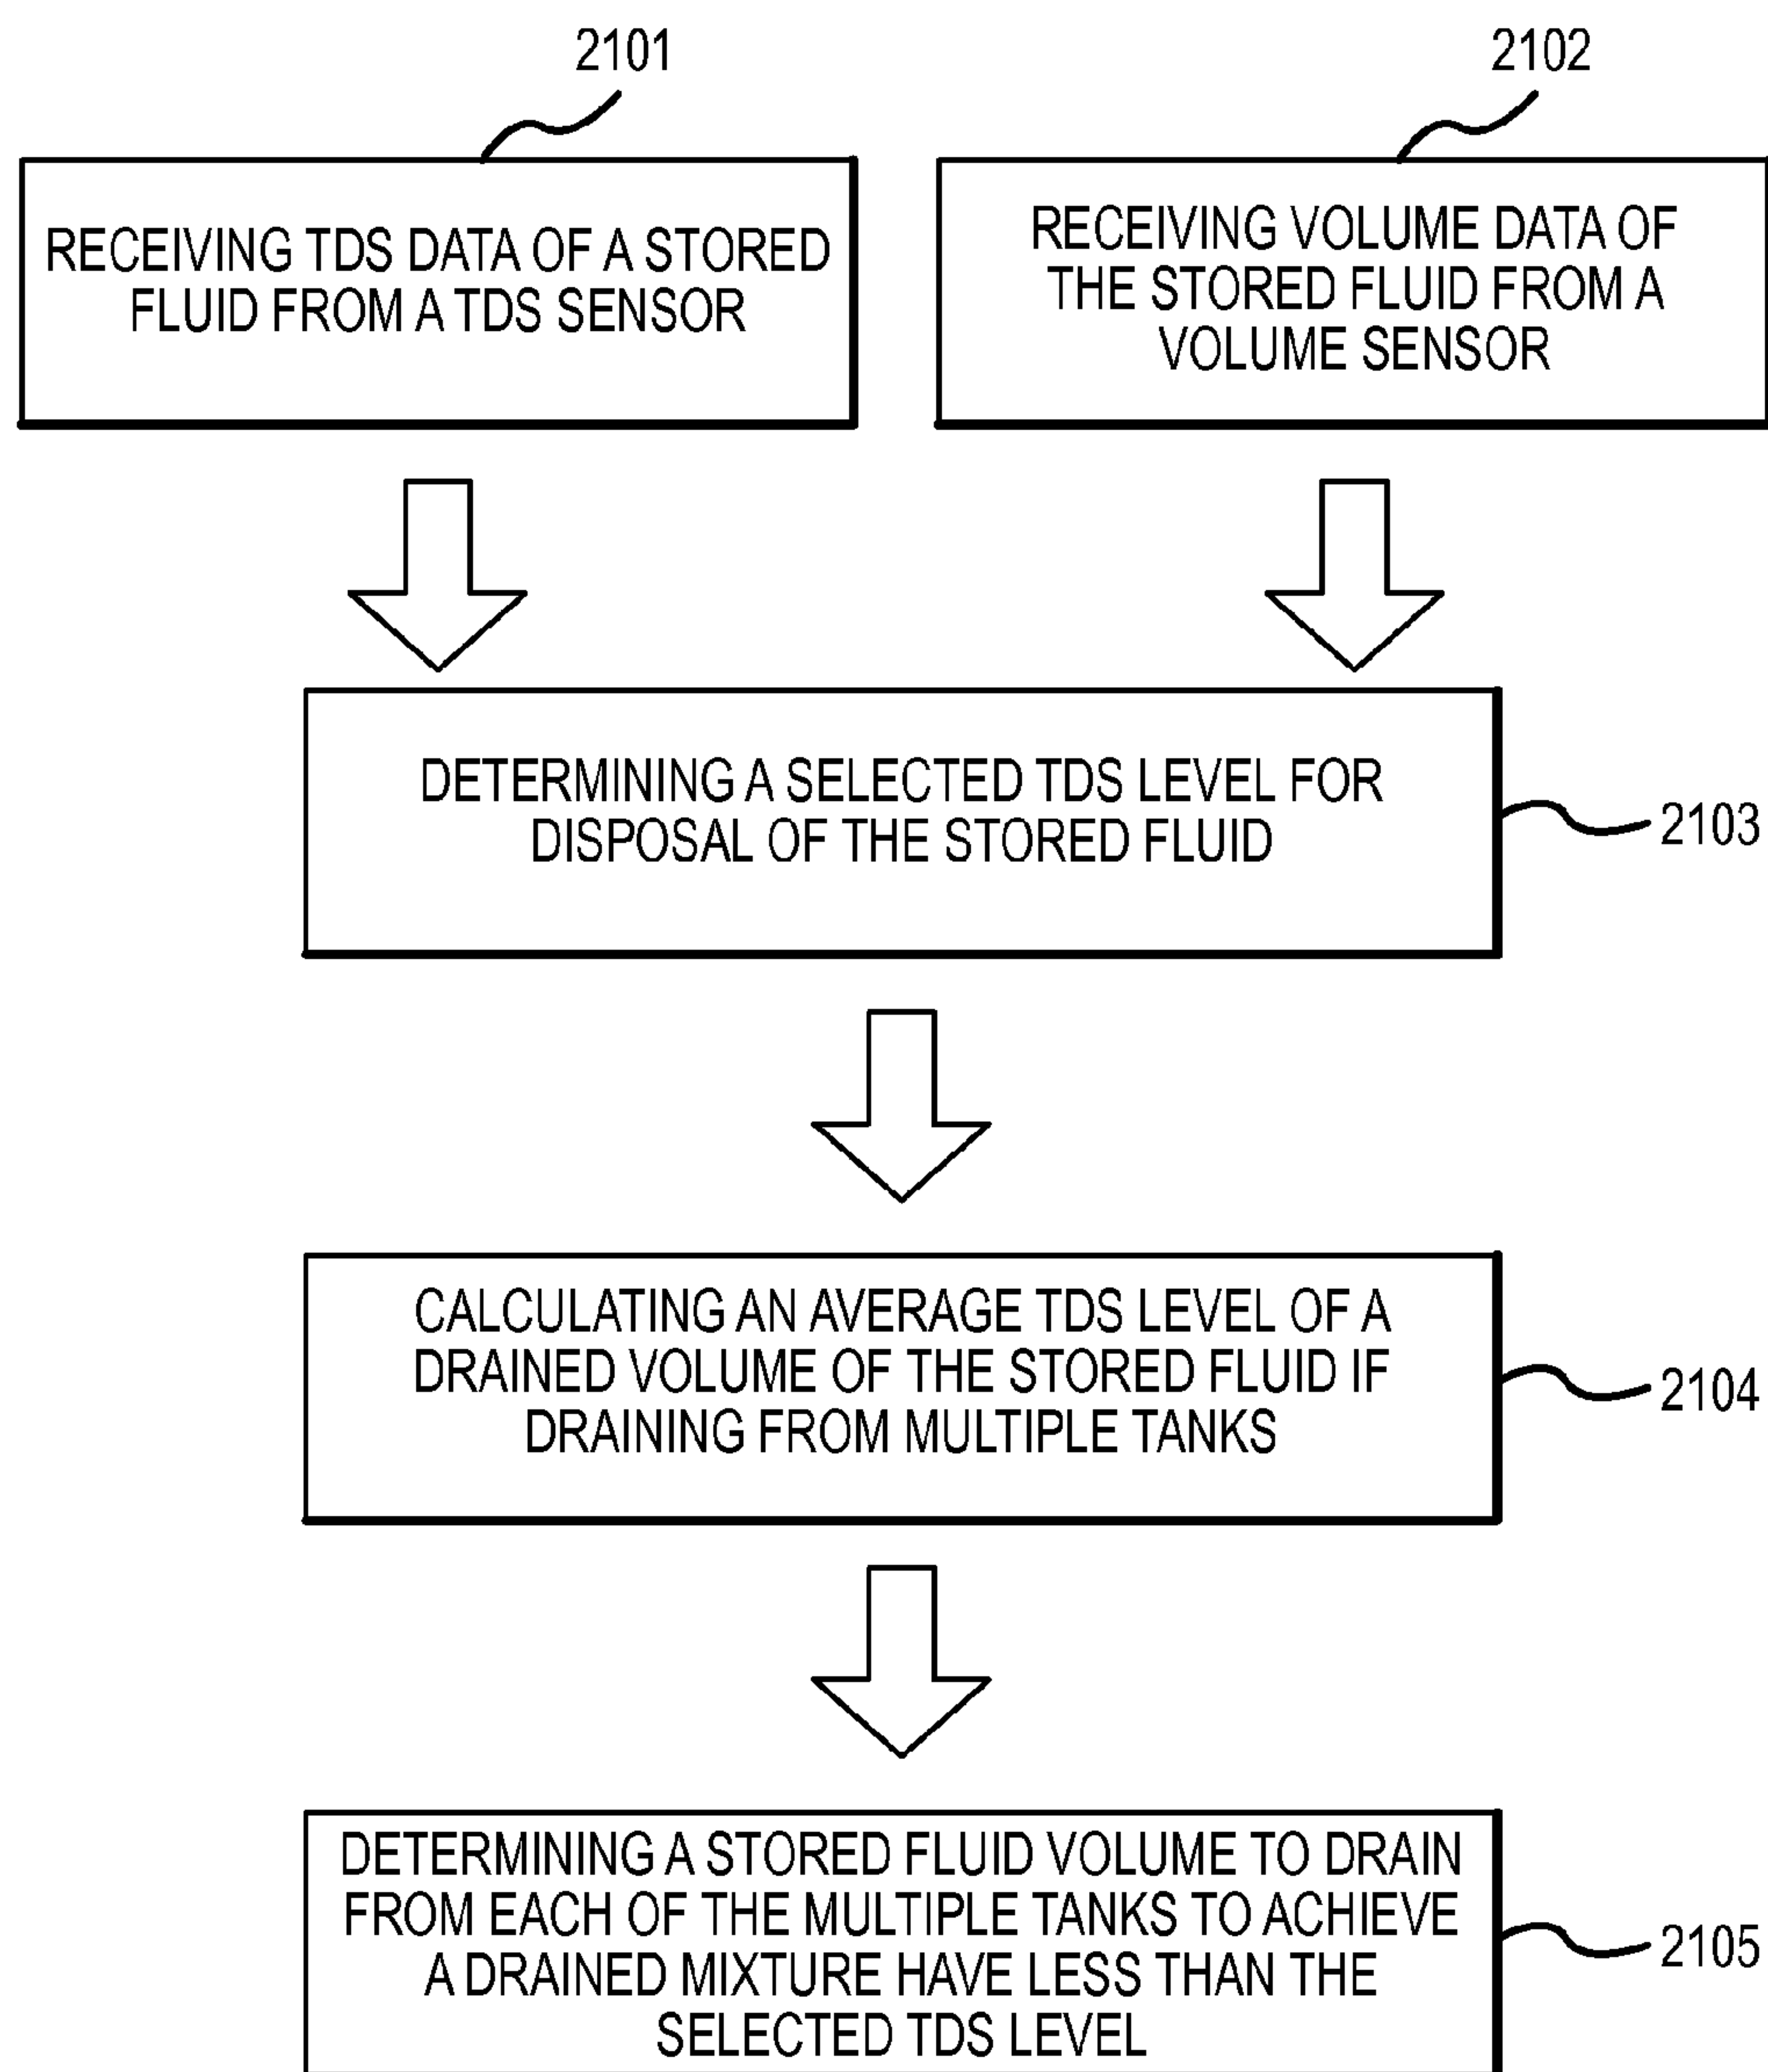 2101
2102
RECEIVING TDS DATA OF A STORED
FLUID FROM A TDS SENSOR
RECEIVING VOLUME DATA OF
THE STORED FLUID FROM A
VOLUME SENSOR
DETERMINING A SELECTED TDS LEVEL FOR
DISPOSAL OF THE STORED FLUID
2103
CALCULATING AN AVERAGE TDS LEVEL OF A
DRAINED VOLUME OF THE STORED FLUID IF
DRAINING FROM MULTIPLE TANKS
2104
DETERMINING A STORED FLUID VOLUME TO DRAIN
FROM EACH OF THE MULTIPLE TANKS TO ACHIEVE
A DRAINED MIXTURE HAVE LESS THAN THE
SELECTED TDS LEVEL
2105